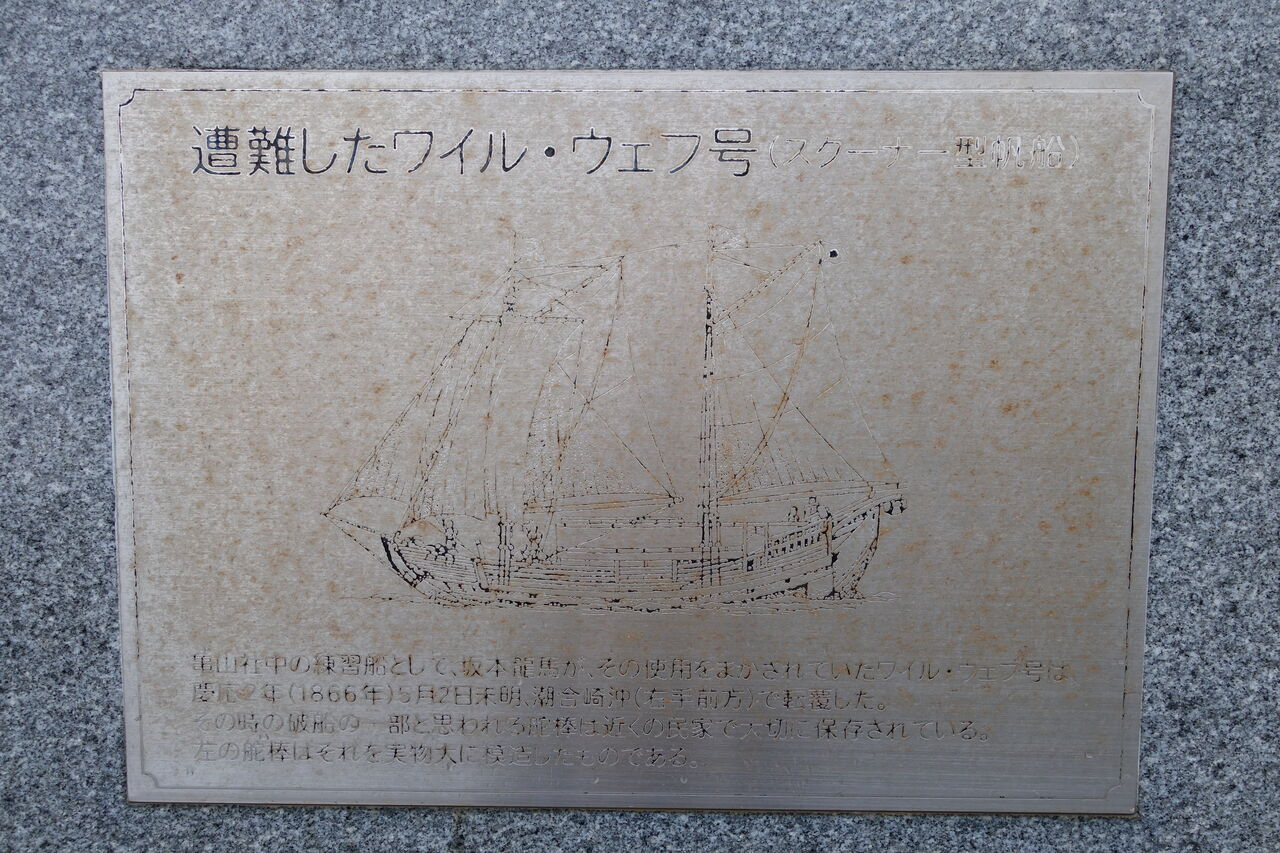 遭難したワイル・ウェフ号(スクーナー型帆船)
亀山社中の練習船として、坂本龍馬が、その使用をまかされていたワイル・ウェフ号は、
慶応2年(1866年)5月2日未明、潮合崎沖(右手前方)で転覆した。
その時の破船の一部と思われる舵棒は近くの民家で大切に保存されている。
左の舵棒はそれを実物大に模造したものである。